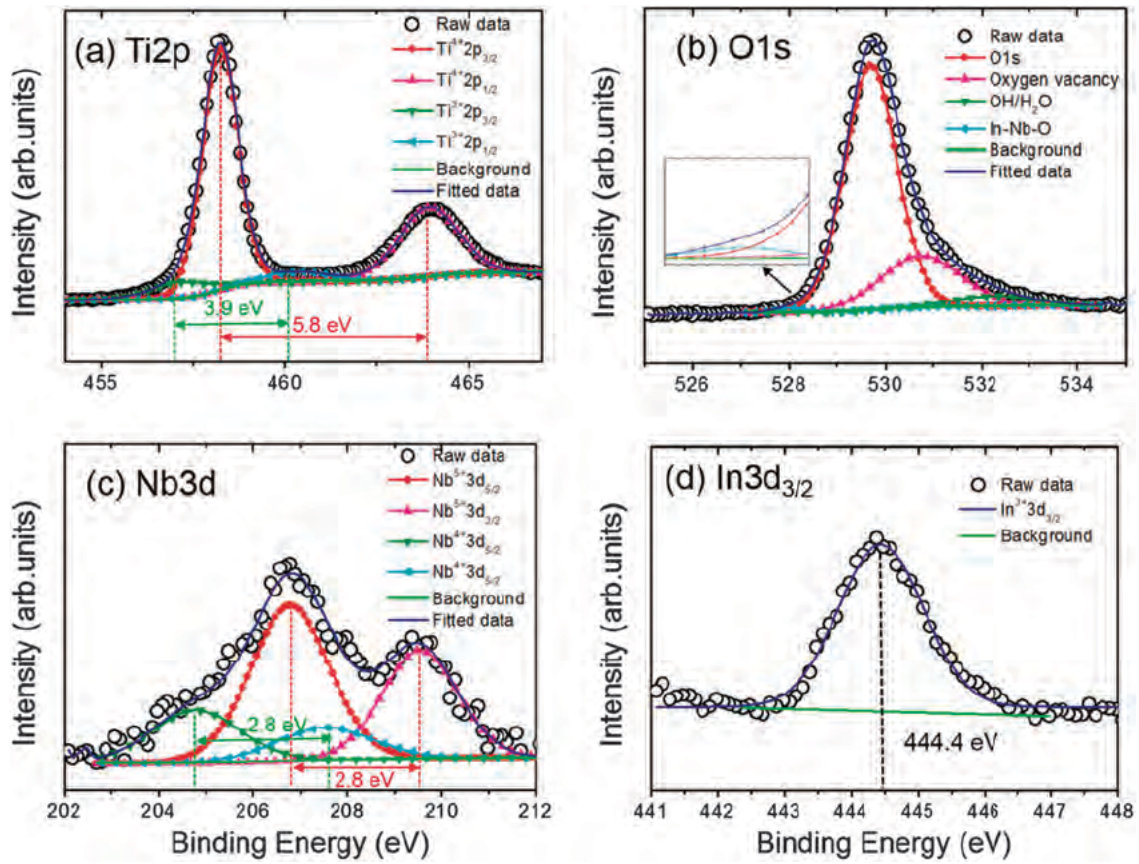 (a) Ti2p
Raw data
Ti⁴⁺2p₃/₂
Ti⁴⁺2p₁/₂
Ti³⁺2p₃/₂
Ti³⁺2p₁/₂
Background
Fitted data
3.9 eV
5.8 eV
Intensity (arb.units)
455 460 465
(b) O1s
Raw data
O1s
Oxygen vacancy
OH/H₂O
In-Nb-O
Background
Fitted data
Intensity (arb.units)
526 528 530 532 534
(c) Nb3d
Raw data
Nb⁵⁺3d₅/₂
Nb⁵⁺3d₃/₂
Nb⁴⁺3d₅/₂
Nb⁴⁺3d₅/₂
Background
Fitted data
2.8 eV
2.8 eV
Intensity (arb.units)
202 204 206 208 210 212
Binding Energy (eV)
(d) In3d₃/₂
Raw data
In³⁺3d₃/₂
Background
444.4 eV
Intensity (arb.units)
441 442 443 444 445 446 447 448
Binding Energy (eV)